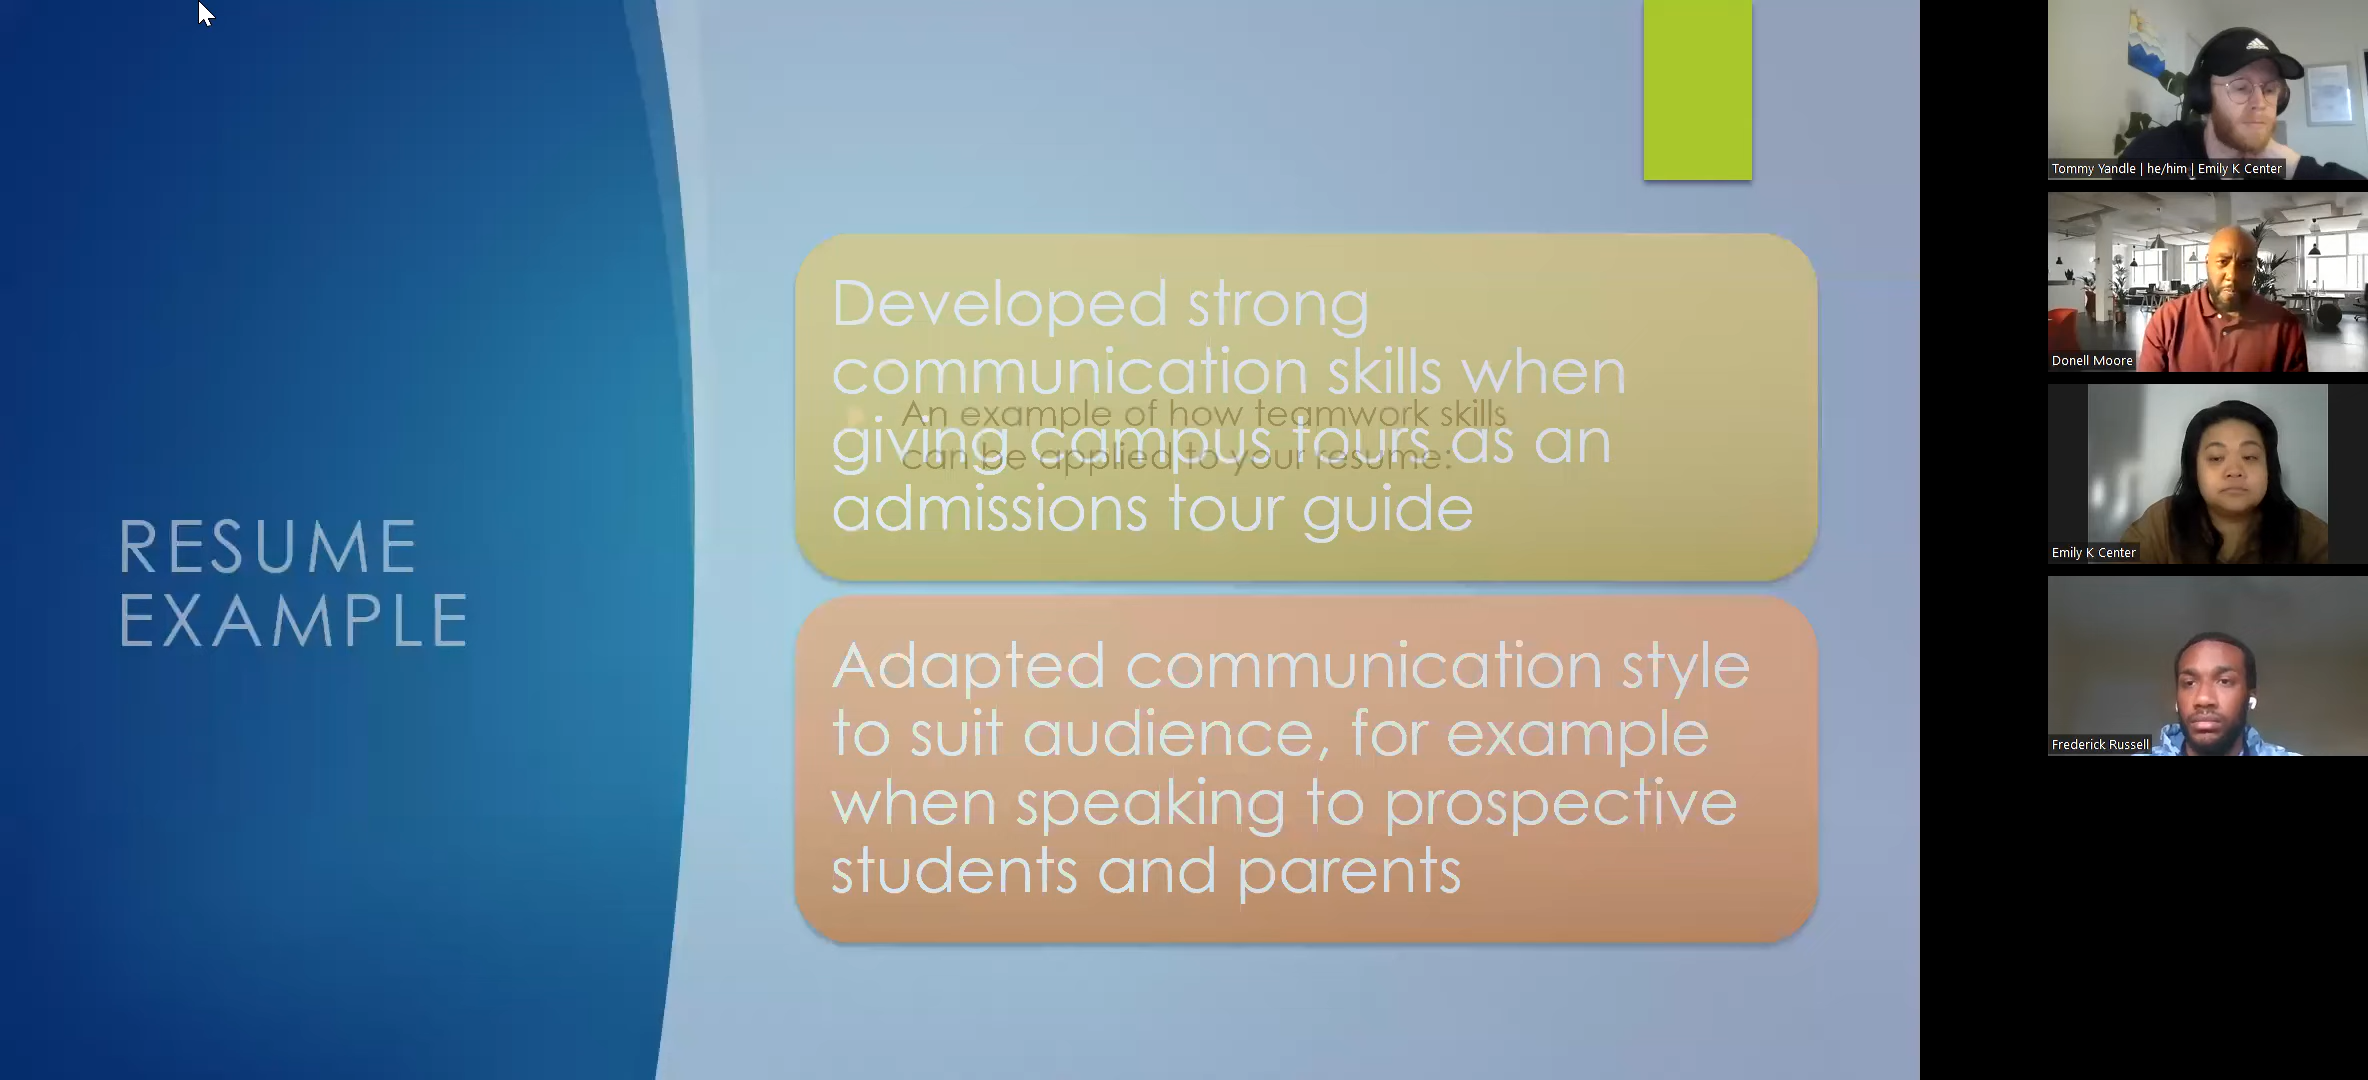 RESUME
EXAMPLE
Developed strong
communication skills when
giving campus tours as an
admissions tour guide
An example of how teamwork skills
can be applied to your resume:
Adapted communication style
to suit audience, for example
when speaking to prospective
students and parents
Tommy Yandle | he/him | Emily K Center
Donell Moore
Emily K Center
Frederick Russell